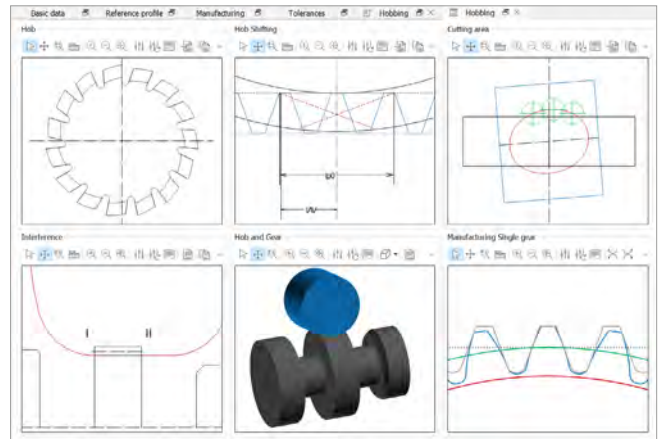 Basic data Reference profile Manufacturing Tolerances Hobbing Hobbing
Hob Hob Shifting Cutting area
Interference Hob and Gear Manufacturing Single gear
I II